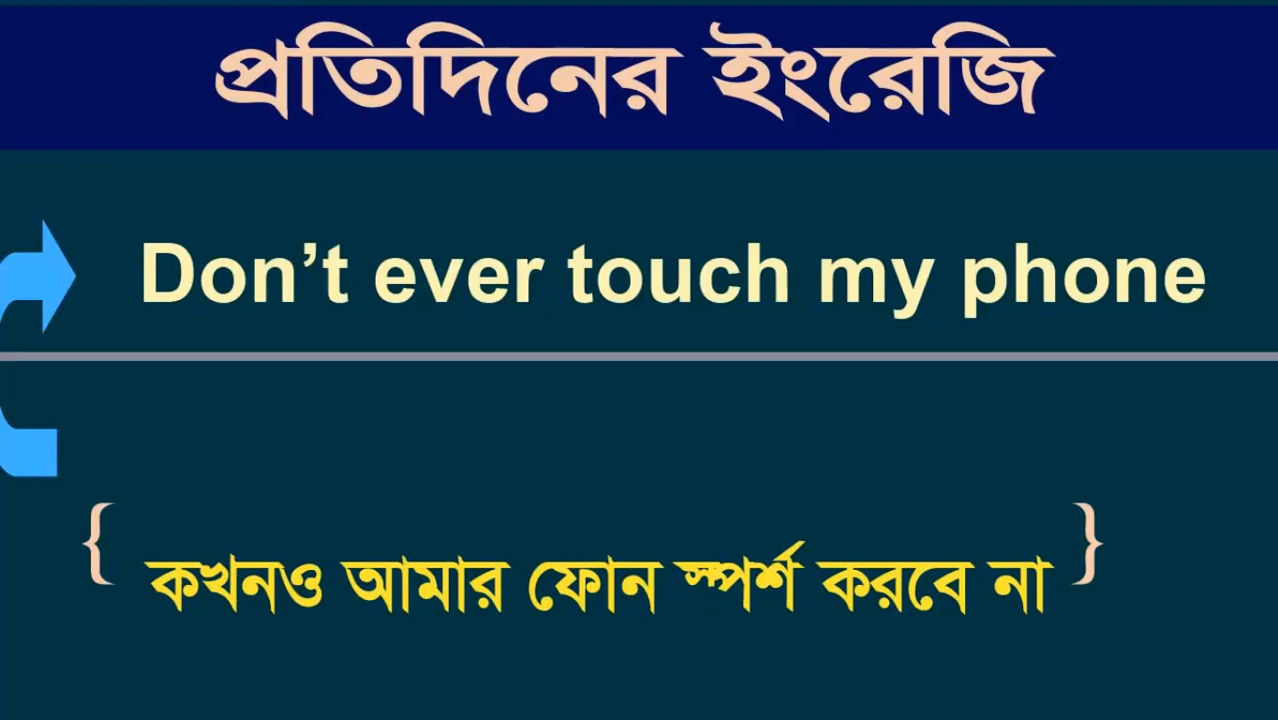 প্রতিদিনের ইংরেজি
Don’t ever touch my phone
{ কখনও আমার ফোন স্পর্শ করবে না }